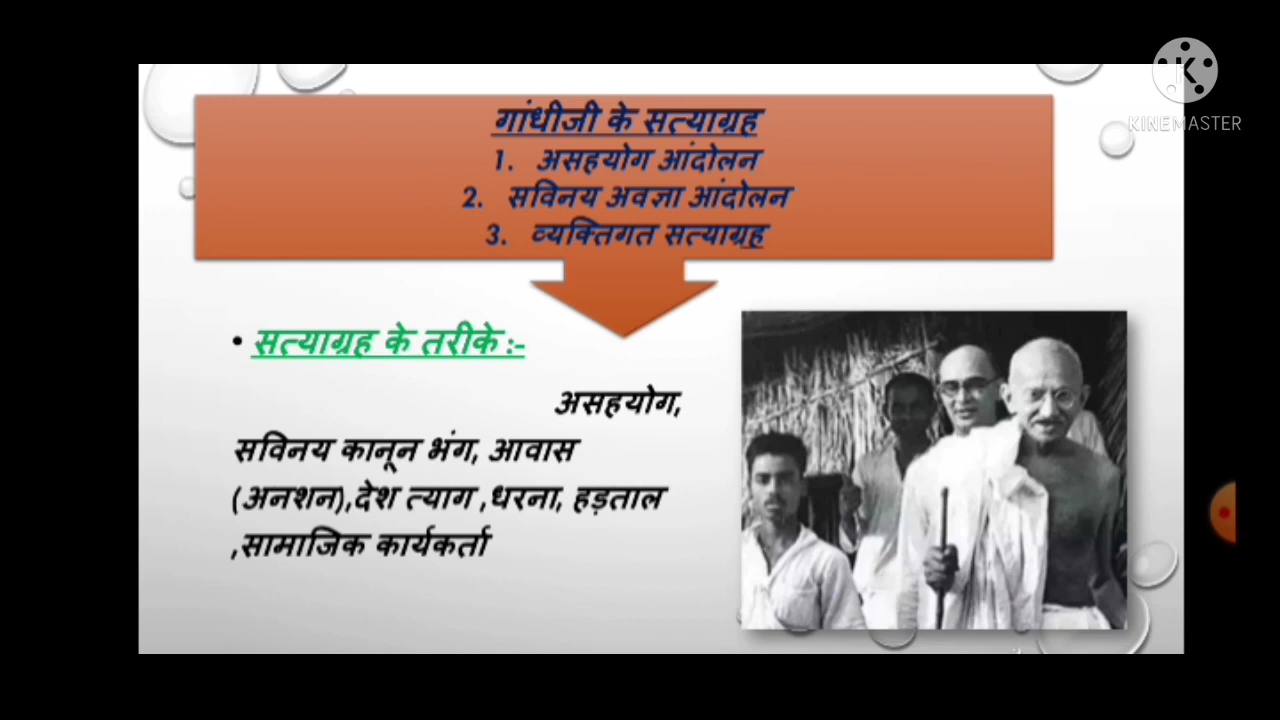 गांधीजी के सत्याग्रह
1. असहयोग आंदोलन
2. सविनय अवज्ञा आंदोलन
3. व्यक्तिगत सत्याग्रह
• सत्याग्रह के तरीके :-
असहयोग,
सविनय कानून भंग, आवास
(अनशन),देश त्याग ,धरना, हड़ताल
,सामाजिक कार्यकर्ता
KINEMASTER